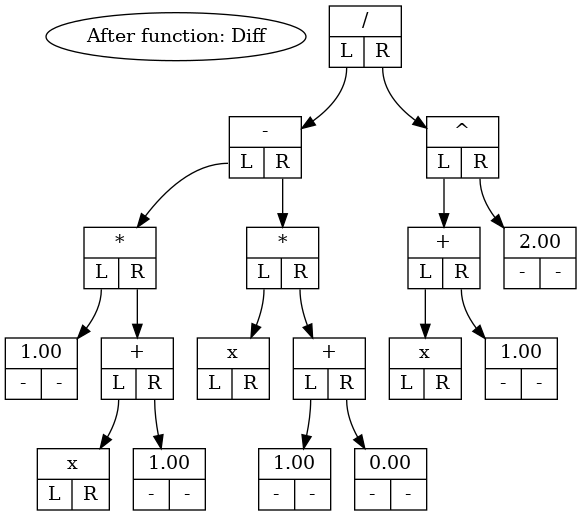 After function: Diff
/
L R
-
L R
^
L R
*
L R
*
L R
+
L R
2.00
- -
1.00
- -
+
L R
x
L R
+
L R
x
L R
1.00
- -
x
L R
1.00
- -
1.00
- -
0.00
- -